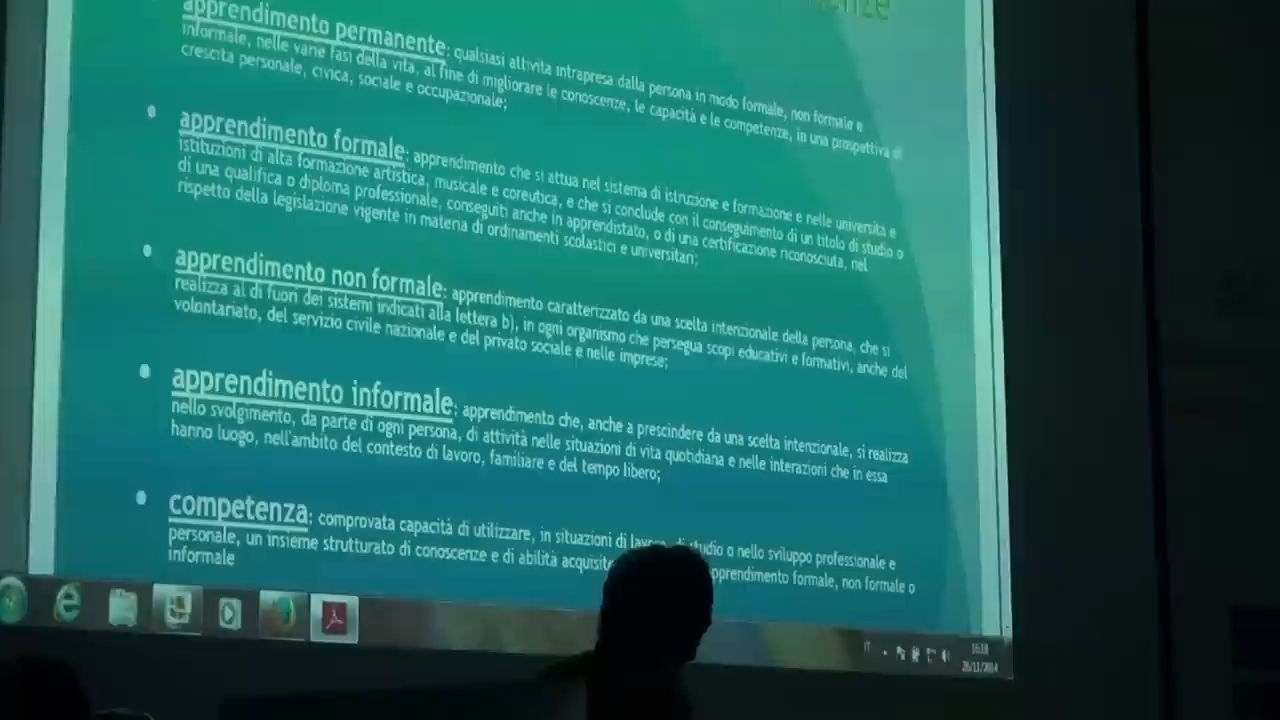 apprendimento permanente: qualsiasi attività intrapresa dalla persona in modo formale, non formale e
informale, nelle varie fasi della vita, al fine di migliorare le conoscenze, le capacità e le competenze, in una prospettiva di
crescita personale, civica, sociale e occupazionale;
• apprendimento formale: apprendimento che si attua nel sistema di istruzione e formazione e nelle università e
istituzioni di alta formazione artistica, musicale e coreutica, e che si conclude con il conseguimento di un titolo di studio o
di una qualifica o diploma professionale, conseguiti anche in apprendistato, o di una certificazione riconosciuta, nel
rispetto della legislazione vigente in materia di ordinamenti scolastici e universitari;
• apprendimento non formale: apprendimento caratterizzato da una scelta intenzionale della persona, che si
realizza al di fuori dei sistemi indicati alla lettera b), in ogni organismo che persegua scopi educativi e formativi, anche del
volontariato, del servizio civile nazionale e del privato sociale e nelle imprese;
• apprendimento informale: apprendimento che, anche a prescindere da una scelta intenzionale, si realizza
nello svolgimento, da parte di ogni persona, di attività nelle situazioni di vita quotidiana e nelle interazioni che in essa
hanno luogo, nell'ambito del contesto di lavoro, familiare e del tempo libero;
• competenza: comprovata capacità di utilizzare, in situazioni di studio o nello sviluppo professionale e
personale, un insieme strutturato di conoscenze e di abilità apprendimento formale, non formale o
informale
IT